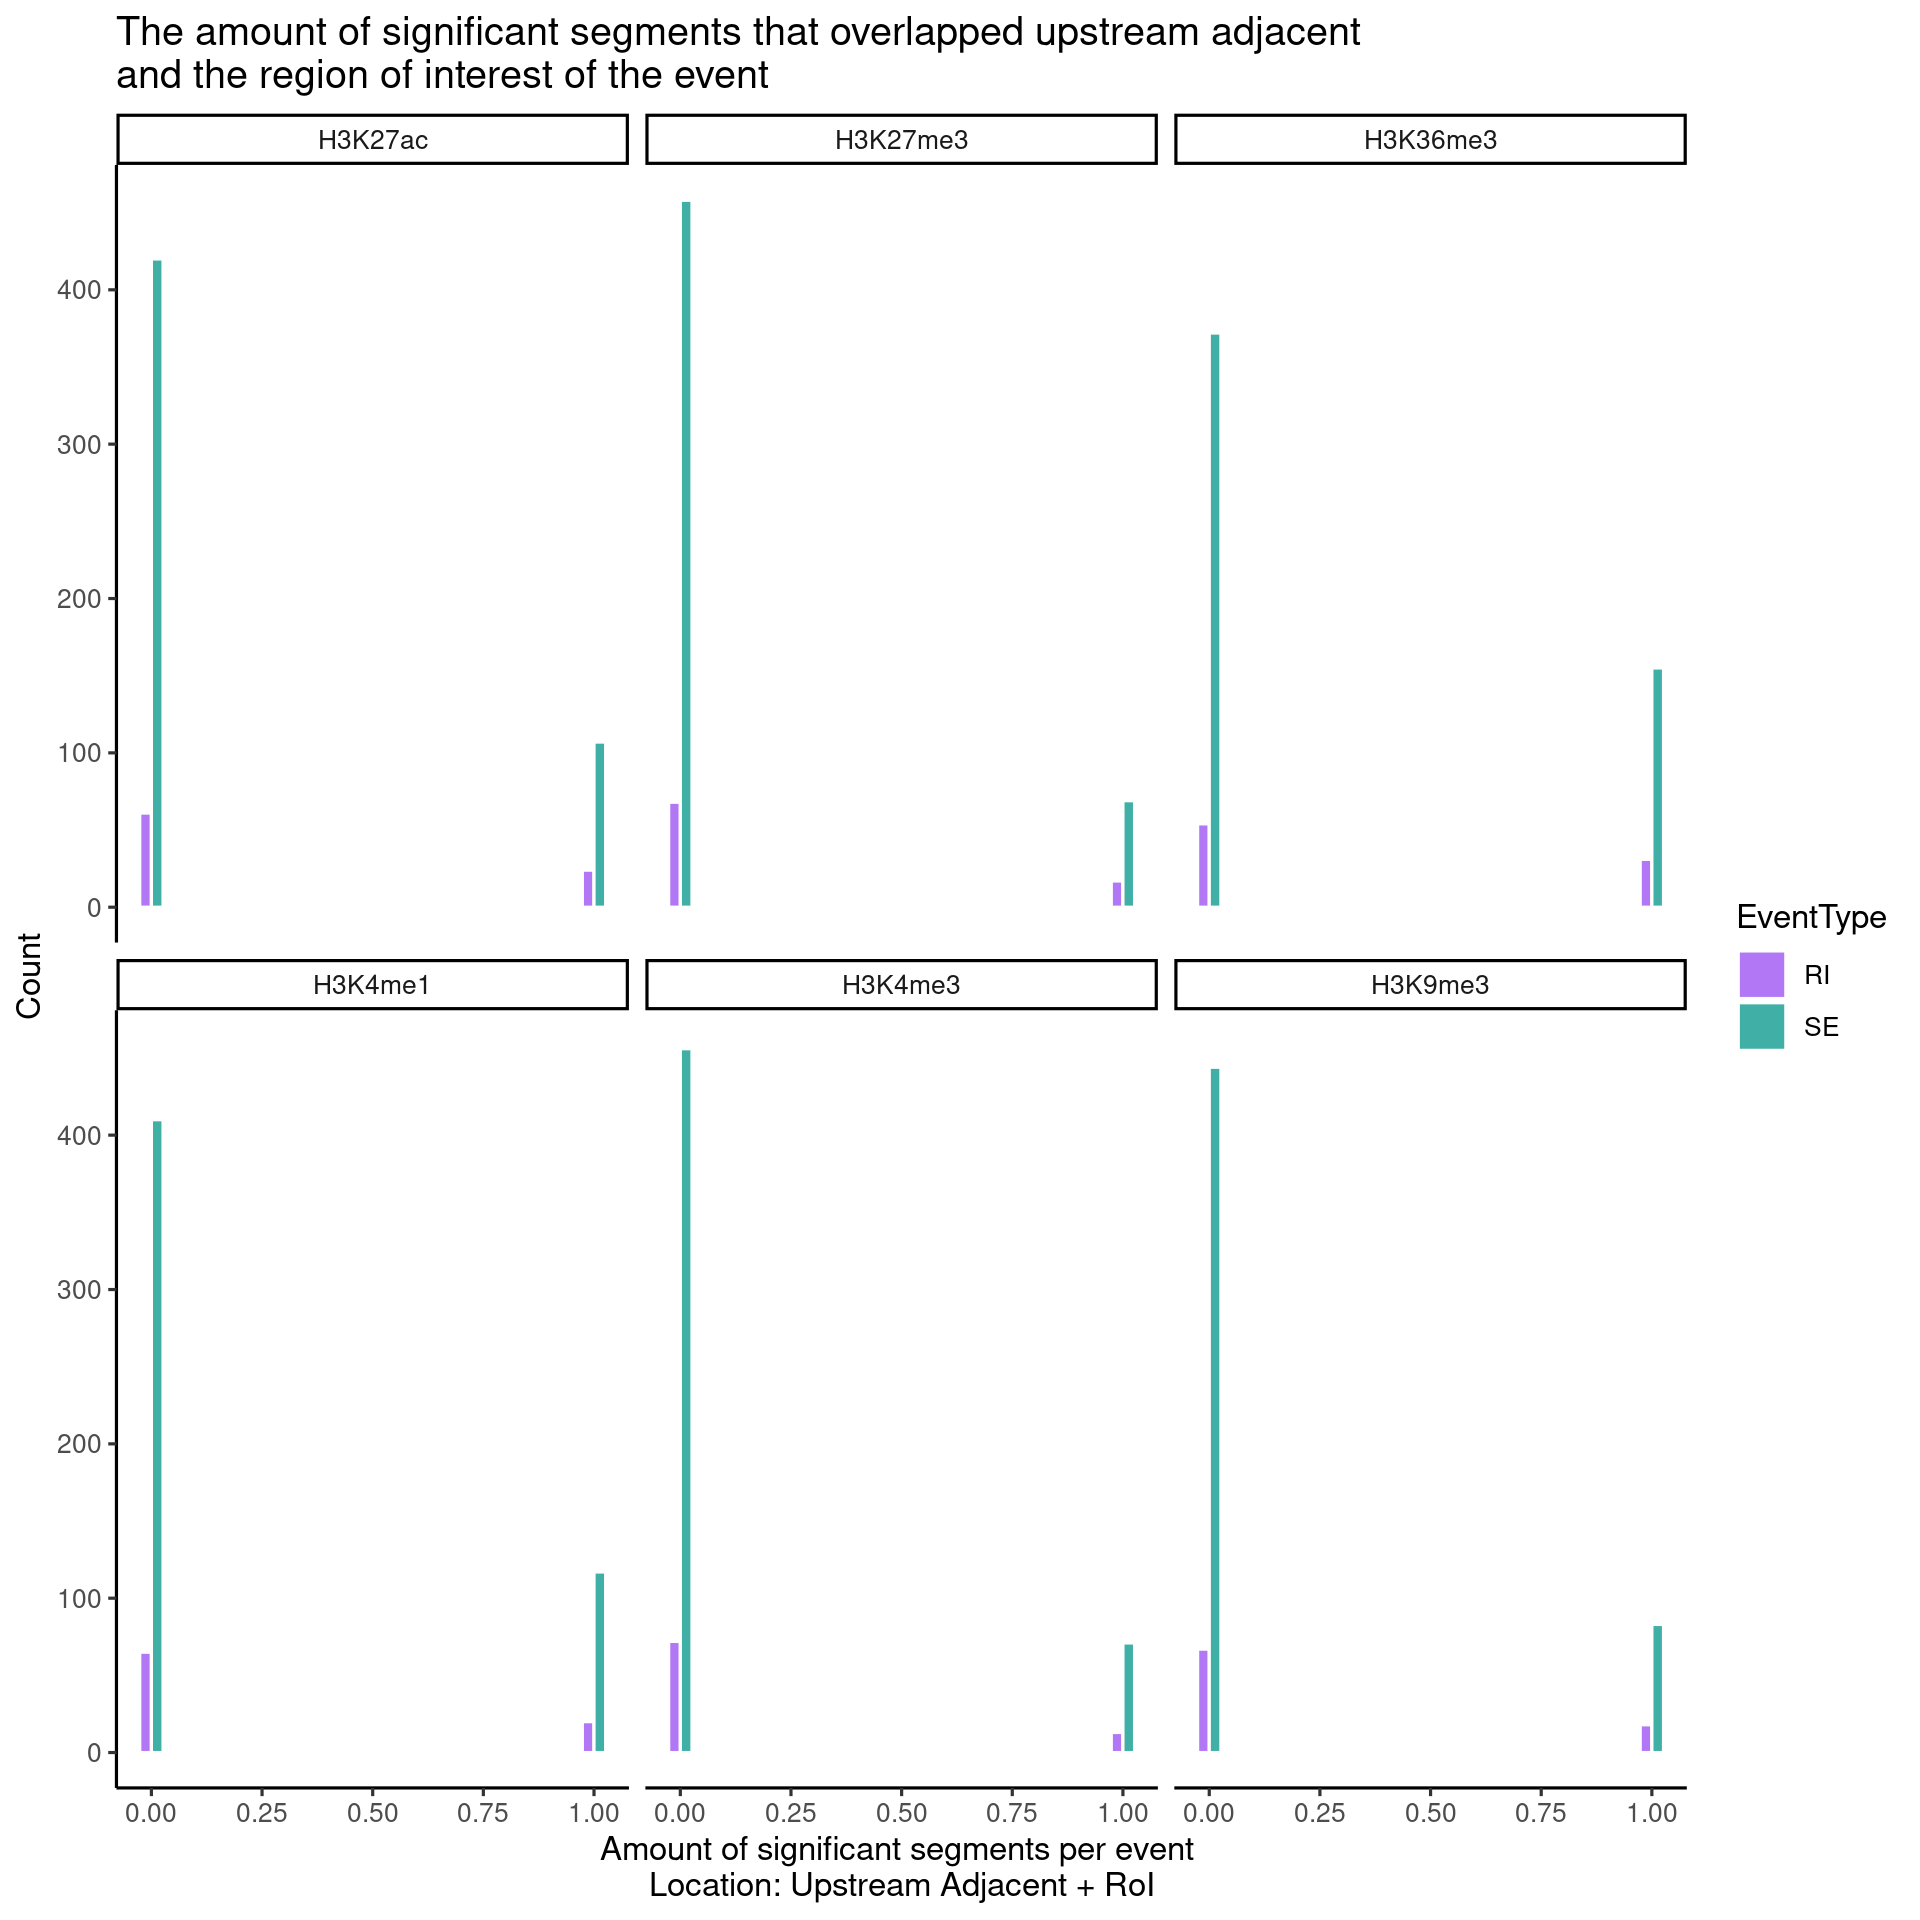 The amount of significant segments that overlapped upstream adjacent
and the region of interest of the event
H3K27ac
H3K27me3
H3K36me3
400
300
200
100
0
Count
H3K4me1
H3K4me3
H3K9me3
400
300
200
100
0
EventType
RI
SE
0.00 0.25 0.50 0.75 1.00 0.00 0.25 0.50 0.75 1.00 0.00 0.25 0.50 0.75 1.00
Amount of significant segments per event
Location: Upstream Adjacent + RoI